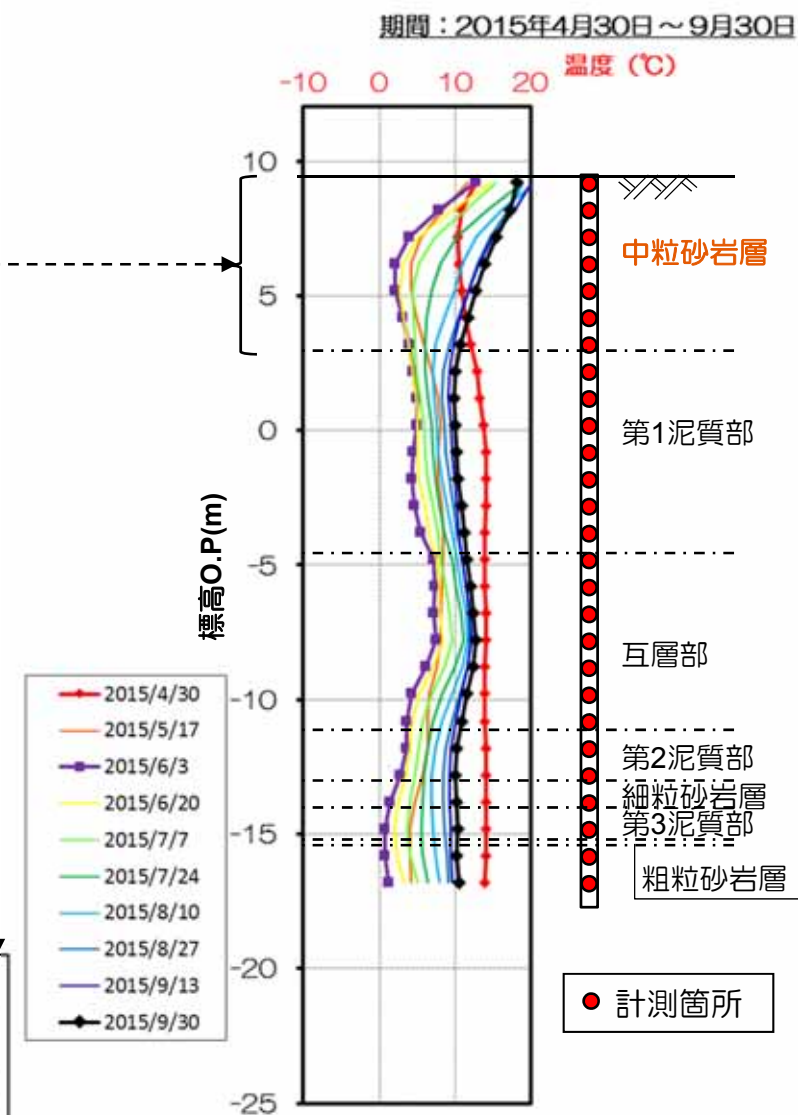 期間：2015年4月30日～9月30日
温度（℃）
-10 0 10 20
10
5
0
-5
-10
-15
-20
-25
標高O.P(m)
中粒砂岩層
第1泥質部
互層部
第2泥質部
細粒砂岩層
第3泥質部
粗粒砂岩層
2015/4/30
2015/5/17
2015/6/3
2015/6/20
2015/7/7
2015/7/24
2015/8/10
2015/8/27
2015/9/13
2015/9/30
計測箇所